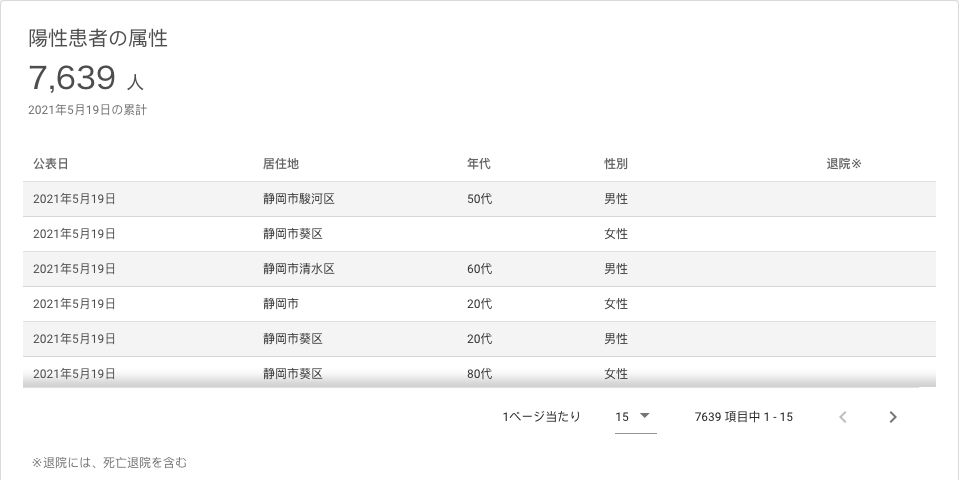 陽性患者の属性
7,639 人
2021年5月19日の累計
公表日 居住地 年代 性別 退院※
2021年5月19日 静岡市駿河区 50代 男性
2021年5月19日 静岡市葵区 女性
2021年5月19日 静岡市清水区 60代 男性
2021年5月19日 静岡市 20代 女性
2021年5月19日 静岡市葵区 20代 男性
2021年5月19日 静岡市葵区 80代 女性
1ページ当たり 15 7639 項目中 1 - 15
※退院には、死亡退院を含む